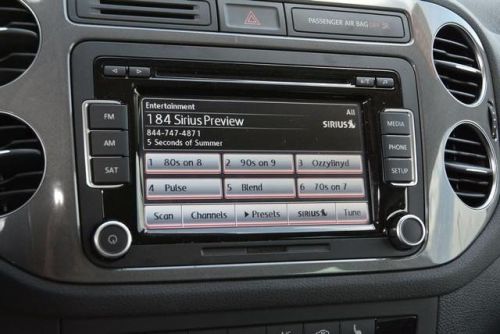 PASSENGER AIR BAG OFF
Entertainment
All
184 Sirius Preview
844-747-4871
5 Seconds of Summer
SIRIUS
FM
AM
SAT
MEDIA
PHONE
SETUP
1 80s on 8
2 90s on 9
3 OzzyBnyd
4 Pulse
5 Blend
6 70s on 7
Scan
Channels
Presets
SIRIUS
Tune